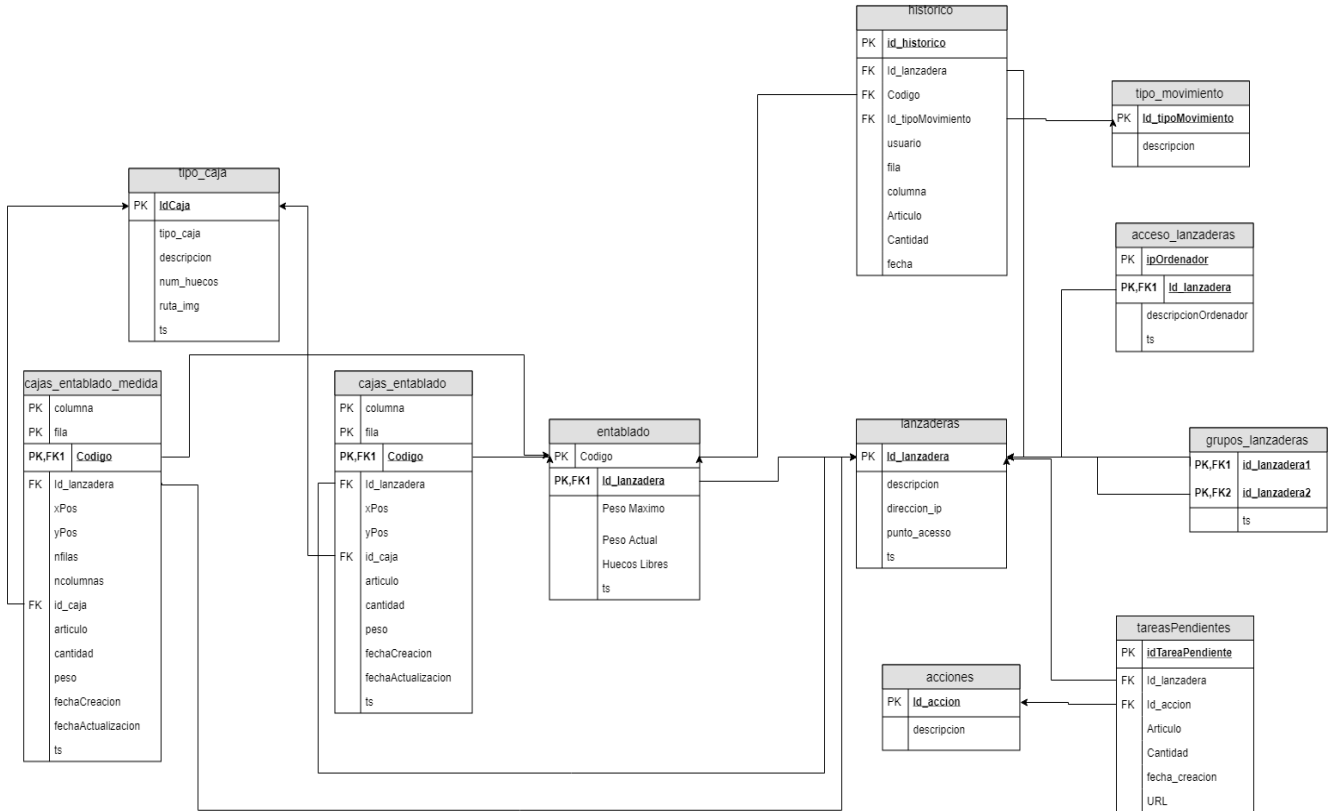 historico
PK id_historico
FK Id_lanzadera
FK Codigo
FK Id_tipoMovimiento
usuario
fila
columna
Articulo
Cantidad
fecha
tipo_movimiento
PK Id_tipoMovimiento
descripcion
tipo_caja
PK IdCaja
tipo_caja
descripcion
num_huecos
ruta_img
ts
acceso_lanzaderas
PK ipOrdenador
PK,FK1 Id_lanzadera
descripcionOrdenador
ts
cajas_entablado_medida
PK columna
PK fila
PK,FK1 Codigo
FK Id_lanzadera
xPos
yPos
nfilas
ncolumnas
FK id_caja
articulo
cantidad
peso
fechaCreacion
fechaActualizacion
ts
cajas_entablado
PK columna
PK fila
PK,FK1 Codigo
FK Id_lanzadera
xPos
yPos
FK id_caja
articulo
cantidad
peso
fechaCreacion
fechaActualizacion
ts
entablado
PK Codigo
PK,FK1 Id_lanzadera
Peso Maximo
Peso Actual
Huecos Libres
ts
lanzaderas
PK Id_lanzadera
descripcion
direccion_ip
punto_acesso
ts
grupos_lanzaderas
PK,FK1 id_lanzadera1
PK,FK2 id_lanzadera2
ts
acciones
PK Id_accion
descripcion
tareasPendientes
PK idTareaPendiente
FK Id_lanzadera
FK Id_accion
Articulo
Cantidad
fecha_creacion
URL